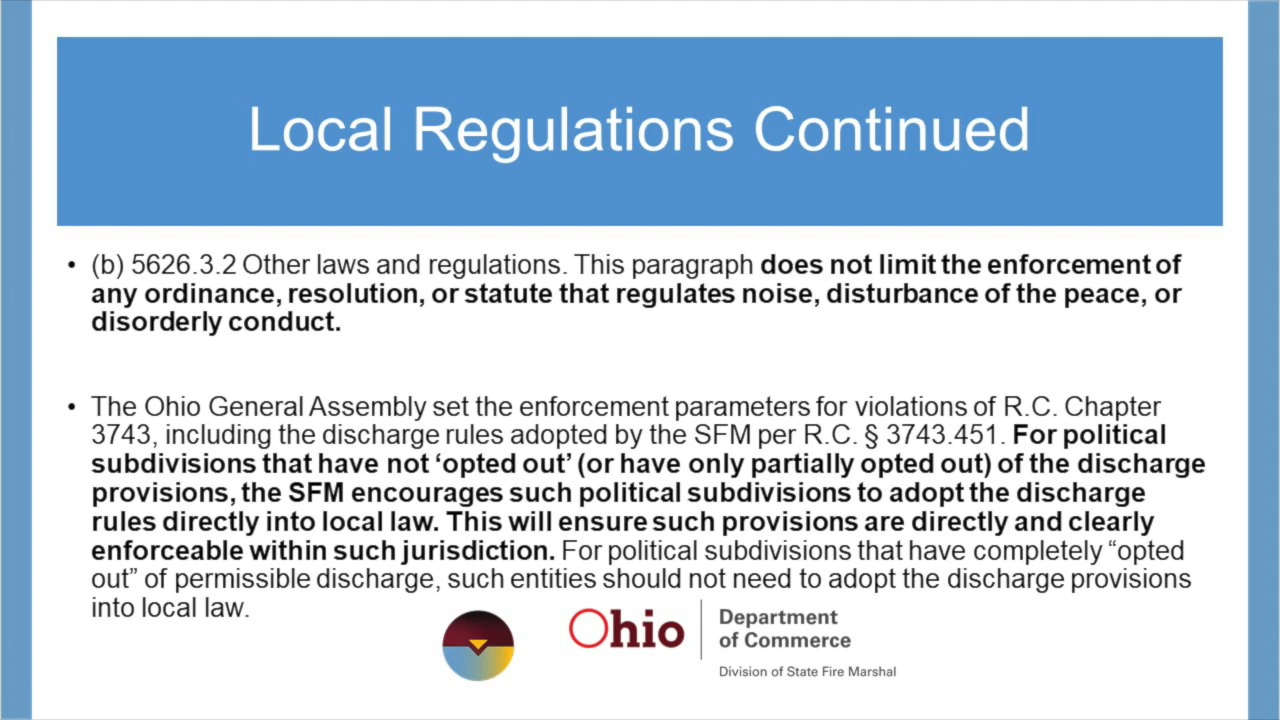 Local Regulations Continued
• (b) 5626.3.2 Other laws and regulations. This paragraph does not limit the enforcement of
any ordinance, resolution, or statute that regulates noise, disturbance of the peace, or
disorderly conduct.
• The Ohio General Assembly set the enforcement parameters for violations of R.C. Chapter
3743, including the discharge rules adopted by the SFM per R.C. § 3743.451. For political
subdivisions that have not ‘opted out’ (or have only partially opted out) of the discharge
provisions, the SFM encourages such political subdivisions to adopt the discharge
rules directly into local law. This will ensure such provisions are directly and clearly
enforceable within such jurisdiction. For political subdivisions that have completely “opted
out” of permissible discharge, such entities should not need to adopt the discharge provisions
into local law.
Ohio
Department
of Commerce
Division of State Fire Marshal